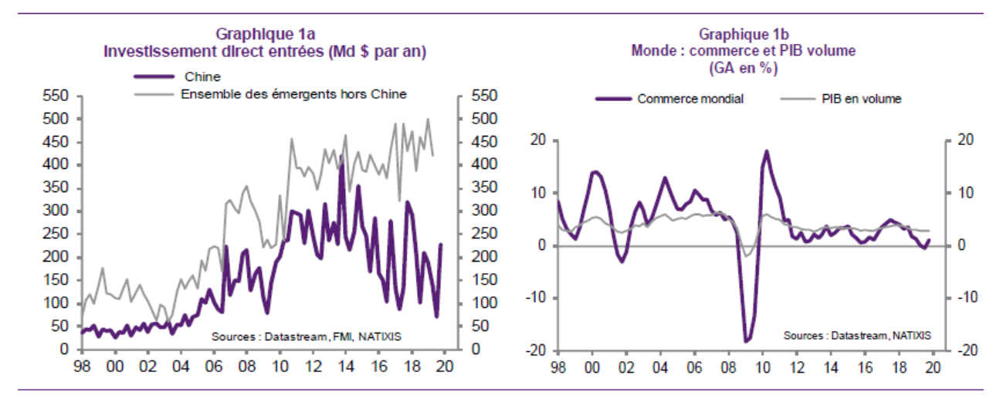 Graphique 1a
Investissement direct entrées (Md $ par an)
Chine
Ensemble des émergents hors Chine
550 550
500 500
450 450
400 400
350 350
300 300
250 250
200 200
150 150
100 100
50 50
0 0
Sources : Datastream, FMI, NATIXIS
98 00 02 04 06 08 10 12 14 16 18 20
Graphique 1b
Monde : commerce et PIB volume
(GA en %)
Commerce mondial PIB en volume
20 20
10 10
0 0
-10 -10
Sources : Datastream, NATIXIS
-20 -20
98 00 02 04 06 08 10 12 14 16 18 20